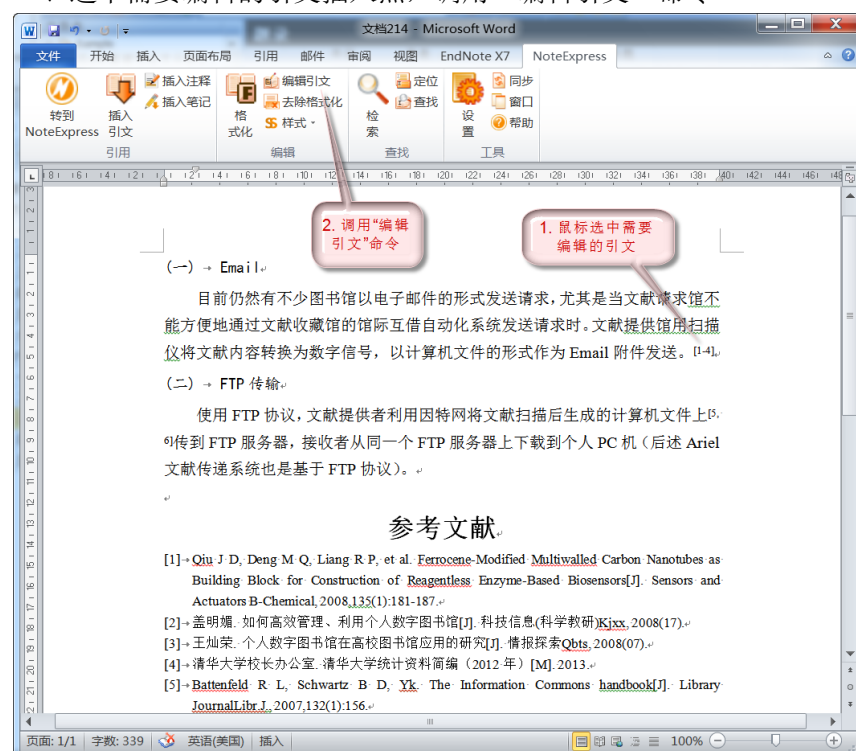 文档214 - Microsoft Word
文件 开始 插入 页面布局 引用 邮件 审阅 视图 EndNote X7 NoteExpress
转到 NoteExpress
插入 引文
插入注释
插入笔记
引用
格式化
编辑引文
去除格式化
样式
编辑
检索
定位
查找
查找
设置
同步
窗口
帮助
工具
2. 调用“编辑
引文”命令
1. 鼠标选中需要
编辑的引文
(一) → Email
目前仍然有不少图书馆以电子邮件的形式发送请求,尤其是当文献请求馆不
能方便地通过文献收藏馆的馆际互借自动化系统发送请求时。文献提供馆用扫描
仪将文献内容转换为数字信号，以计算机文件的形式作为 Email 附件发送。[1-4]
(二) → FTP 传输
使用 FTP 协议，文献提供者利用因特网将文献扫描后生成的计算机文件上[5,
6]传到 FTP 服务器，接收者从同一个 FTP 服务器上下载到个人 PC 机（后述 Ariel
文献传递系统也是基于 FTP 协议）。
参考文献
[1]→Qiu J D, Deng M Q, Liang R P, et al. Ferrocene-Modified Multiwalled Carbon Nanotubes as
Building Block for Construction of Reagentless Enzyme-Based Biosensors[J]. Sensors and
Actuators B-Chemical, 2008,135(1):181-187.
[2]→盖明媚. 如何高效管理、利用个人数字图书馆[J]. 科技信息(科学教研)Kjxx, 2008(17).
[3]→王灿荣. 个人数字图书馆在高校图书馆应用的研究[J]. 情报探索Qbts, 2008(07).
[4]→清华大学校长办公室. 清华大学统计资料简编（2012 年）[M]. 2013.
[5]→Battenfeld R L, Schwartz B D, Yk. The Information Commons handbook[J]. Library
JournalLibr J, 2007,132(1):156.
页面: 1/1 字数: 339 英语(美国) 插入 100%